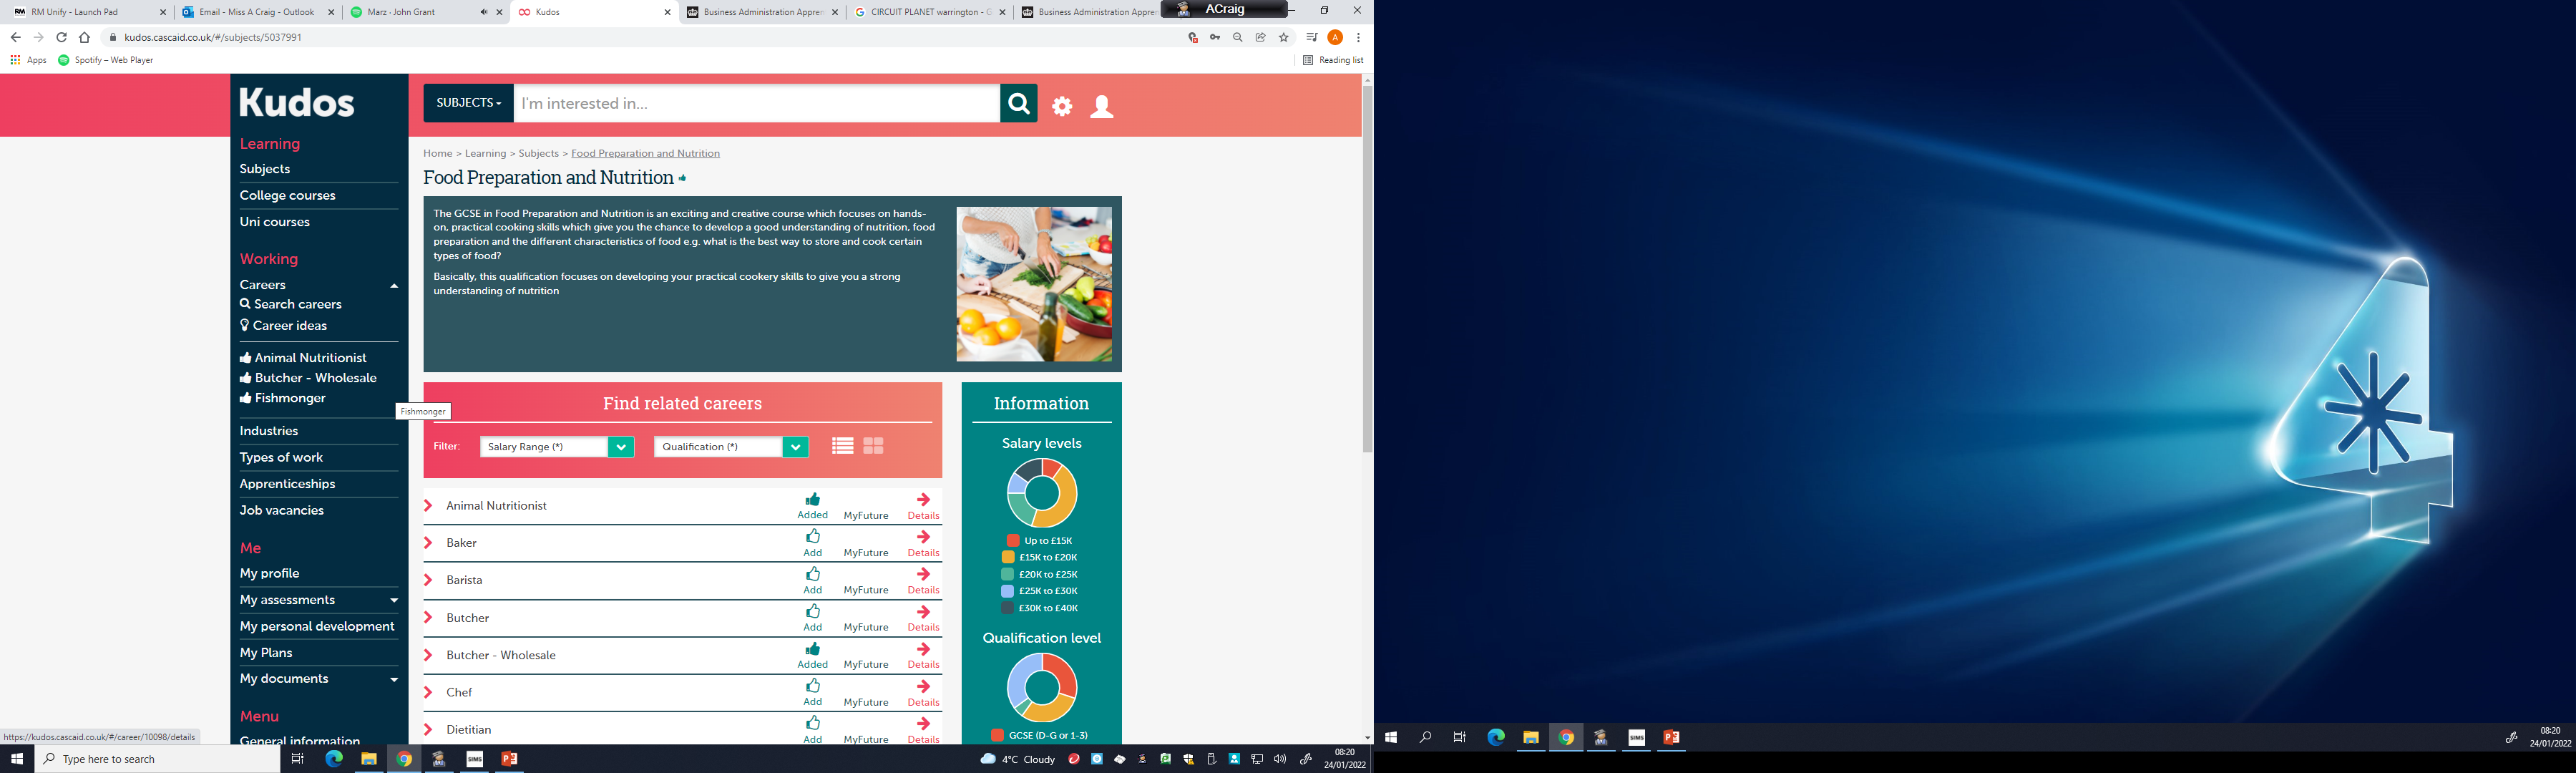 RM Unify - Launch Pad
Email - Miss A Craig - Outlook
Marz · John Grant
Kudos
Business Administration Appren
CIRCUIT PLANET warrington - G
Business Administration Appren
ACraig
kudos.cascaid.co.uk/#/subjects/5037991
A
Apps
Spotify – Web Player
Reading list
Kudos
SUBJECTS
I'm interested in...
Learning
Subjects
College courses
Uni courses
Working
Careers
Search careers
Career ideas
Animal Nutritionist
Butcher - Wholesale
Fishmonger
Fishmonger
Industries
Types of work
Apprenticeships
Job vacancies
Me
My profile
My assessments
My personal development
My Plans
My documents
Menu
General information
Home > Learning > Subjects > Food Preparation and Nutrition
Food Preparation and Nutrition
The GCSE in Food Preparation and Nutrition is an exciting and creative course which focuses on hands-
on, practical cooking skills which give you the chance to develop a good understanding of nutrition, food
preparation and the different characteristics of food e.g. what is the best way to store and cook certain
types of food?
Basically, this qualification focuses on developing your practical cookery skills to give you a strong
understanding of nutrition
Find related careers
Filter:
Salary Range (*)
Qualification (*)
Animal Nutritionist
Added MyFuture Details
Baker
Add MyFuture Details
Barista
Add MyFuture Details
Butcher
Add MyFuture Details
Butcher - Wholesale
Added MyFuture Details
Chef
Add MyFuture Details
Dietitian
Add MyFuture Details
Information
Salary levels
Up to £15K
£15K to £20K
£20K to £25K
£25K to £30K
£30K to £40K
Qualification level
GCSE (D-G or 1-3)
https://kudos.cascaid.co.uk/#/career/10098/details
Type here to search
SIMS
4°C Cloudy
08:20
24/01/2022
SIMS
08:20
24/01/2022